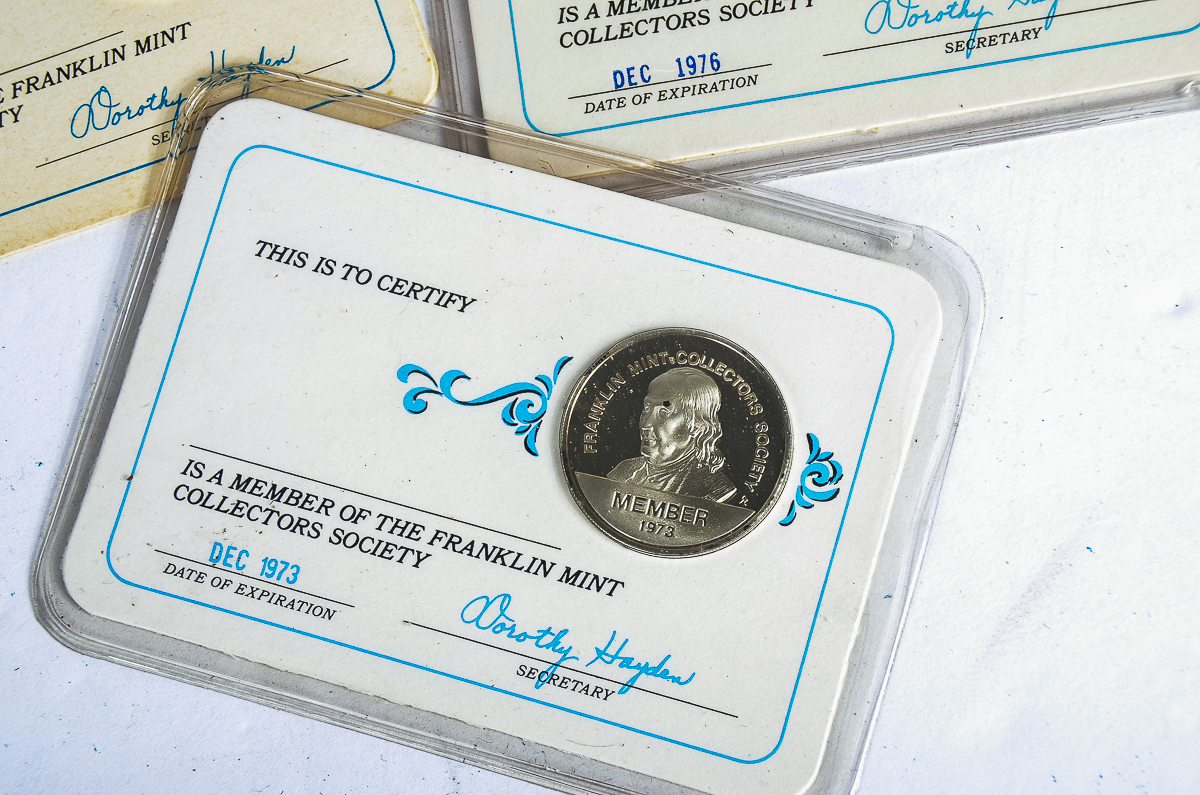 E FRANKLIN MINT
TY
Dorothy Hayden
IS A MEMBER
COLLECTORS SOCIETY
DEC 1976
DATE OF EXPIRATION
Dorothy
SECRETARY
THIS IS TO CERTIFY
FRANKLIN MINT COLLECTORS SOCIETY
MEMBER
1973
IS A MEMBER OF THE FRANKLIN MINT
COLLECTORS SOCIETY
DEC 1973
DATE OF EXPIRATION
Dorothy Hayden
SECRETARY